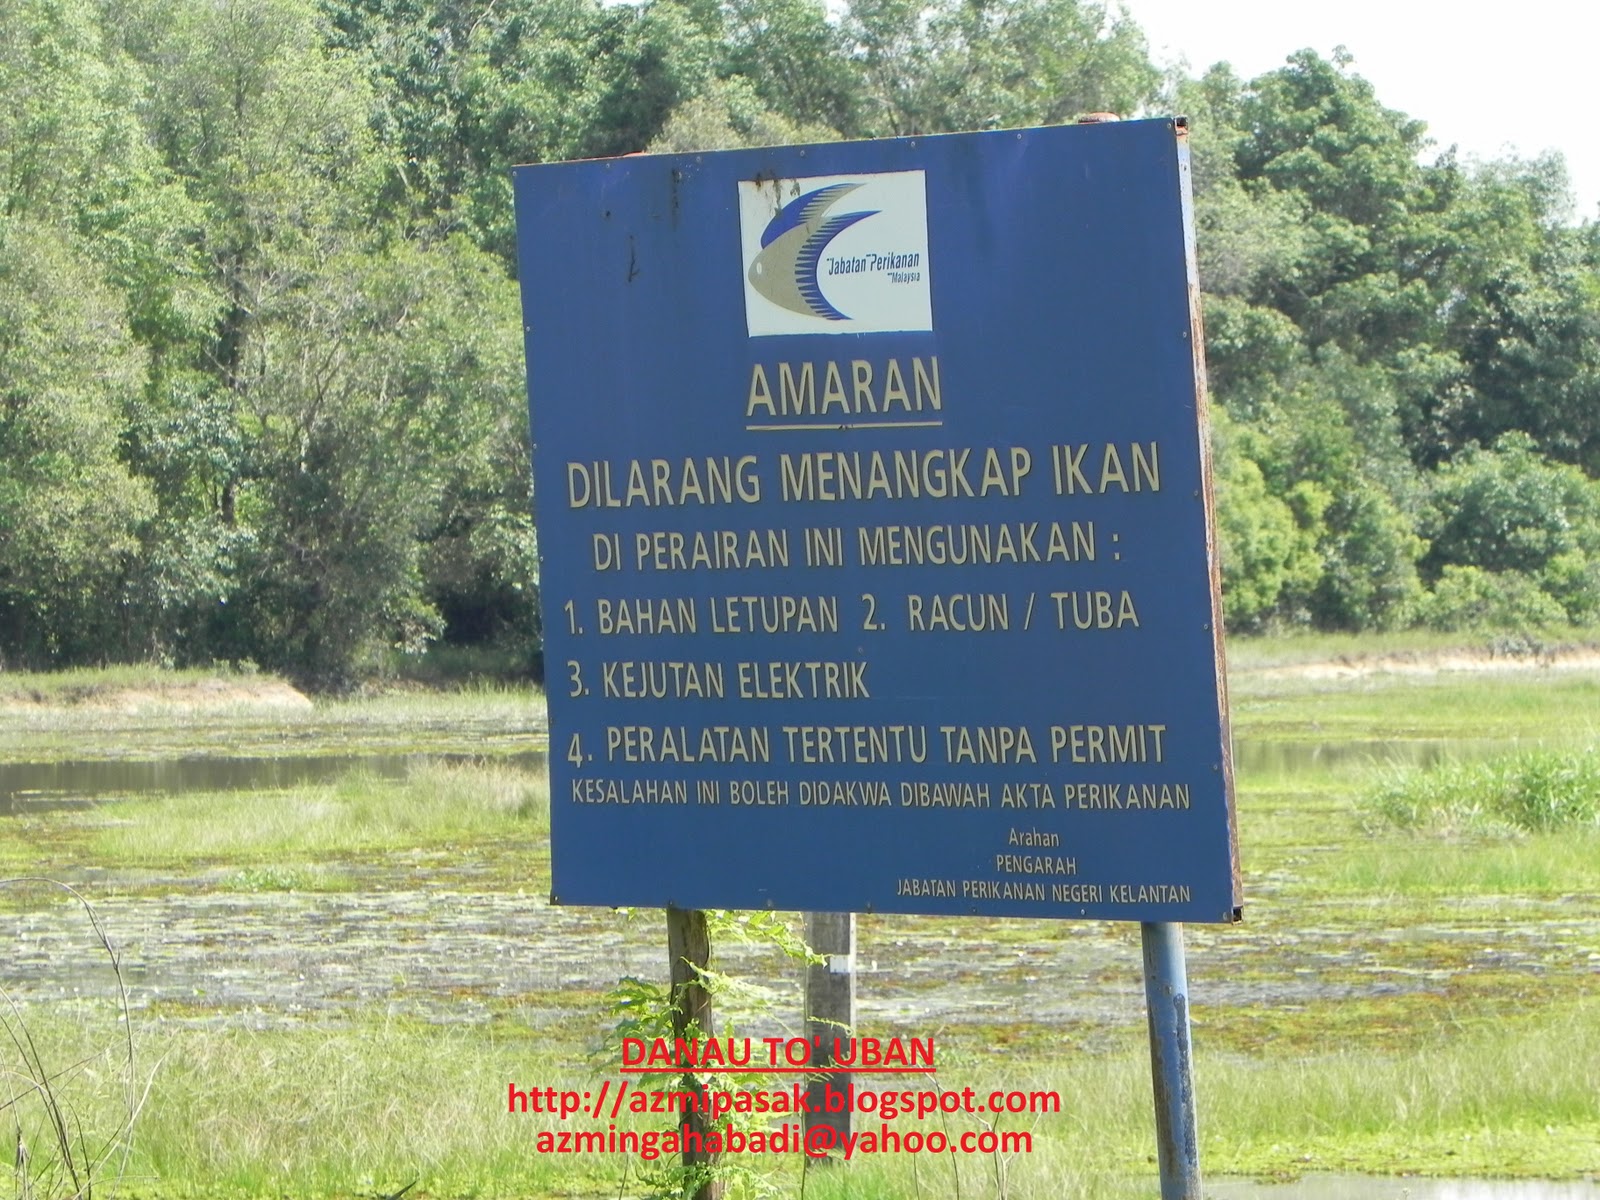 Jabatan Perikanan
Malaysia
AMARAN
DILARANG MENANGKAP IKAN
DI PERAIRAN INI MENGUNAKAN :
1. BAHAN LETUPAN 2. RACUN / TUBA
3. KEJUTAN ELEKTRIK
4. PERALATAN TERTENTU TANPA PERMIT
KESALAHAN INI BOLEH DIDAKWA DIBAWAH AKTA PERIKANAN
Arahan
PENGARAH
JABATAN PERIKANAN NEGERI KELANTAN
DANAU TO' UBAN
http://azmipasak.blogspot.com
azmingahabadi@yahoo.com